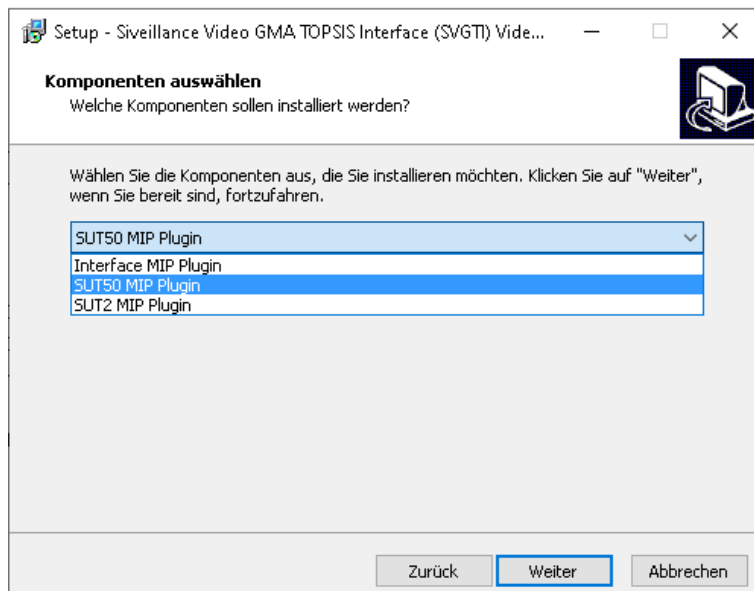 Setup - Siveillance Video GMA TOPSIS Interface (SVGTI) Vide...
Komponenten auswählen
Welche Komponenten sollen installiert werden?
Wählen Sie die Komponenten aus, die Sie installieren möchten. Klicken Sie auf "Weiter",
wenn Sie bereit sind, fortzufahren.
SUT50 MIP Plugin
Interface MIP Plugin
SUT50 MIP Plugin
SUT2 MIP Plugin
Zurück Weiter Abbrechen